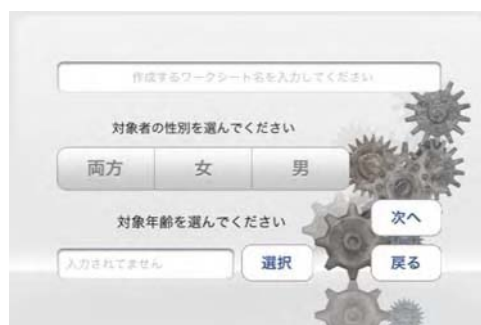 作成するワークシート名を入力してください
対象者の性別を選んでください
両方 女 男
対象年齢を選んでください
次へ
入力されてません 選択 戻る